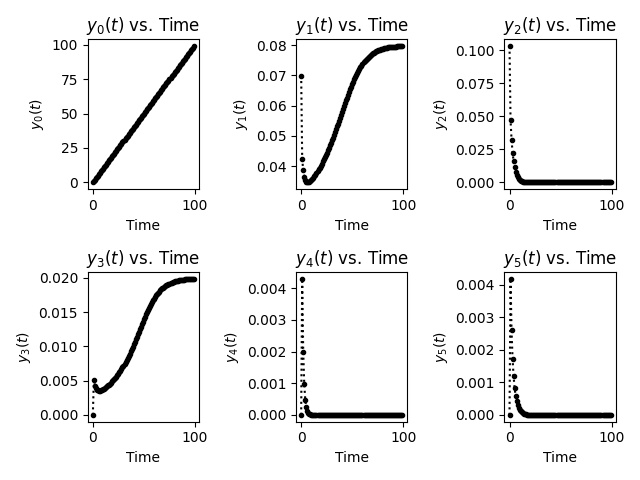 y₀(t) vs. Time
100
75
50
25
0
y₀(t)
0
100
Time
y₁(t) vs. Time
0.08
0.07
0.06
0.05
0.04
y₁(t)
0
100
Time
y₂(t) vs. Time
0.100
0.075
0.050
0.025
0.000
y₂(t)
0
100
Time
y₃(t) vs. Time
0.020
0.015
0.010
0.005
0.000
y₃(t)
0
100
Time
y₄(t) vs. Time
0.004
0.003
0.002
0.001
0.000
y₄(t)
0
100
Time
y₅(t) vs. Time
0.004
0.003
0.002
0.001
0.000
y₅(t)
0
100
Time